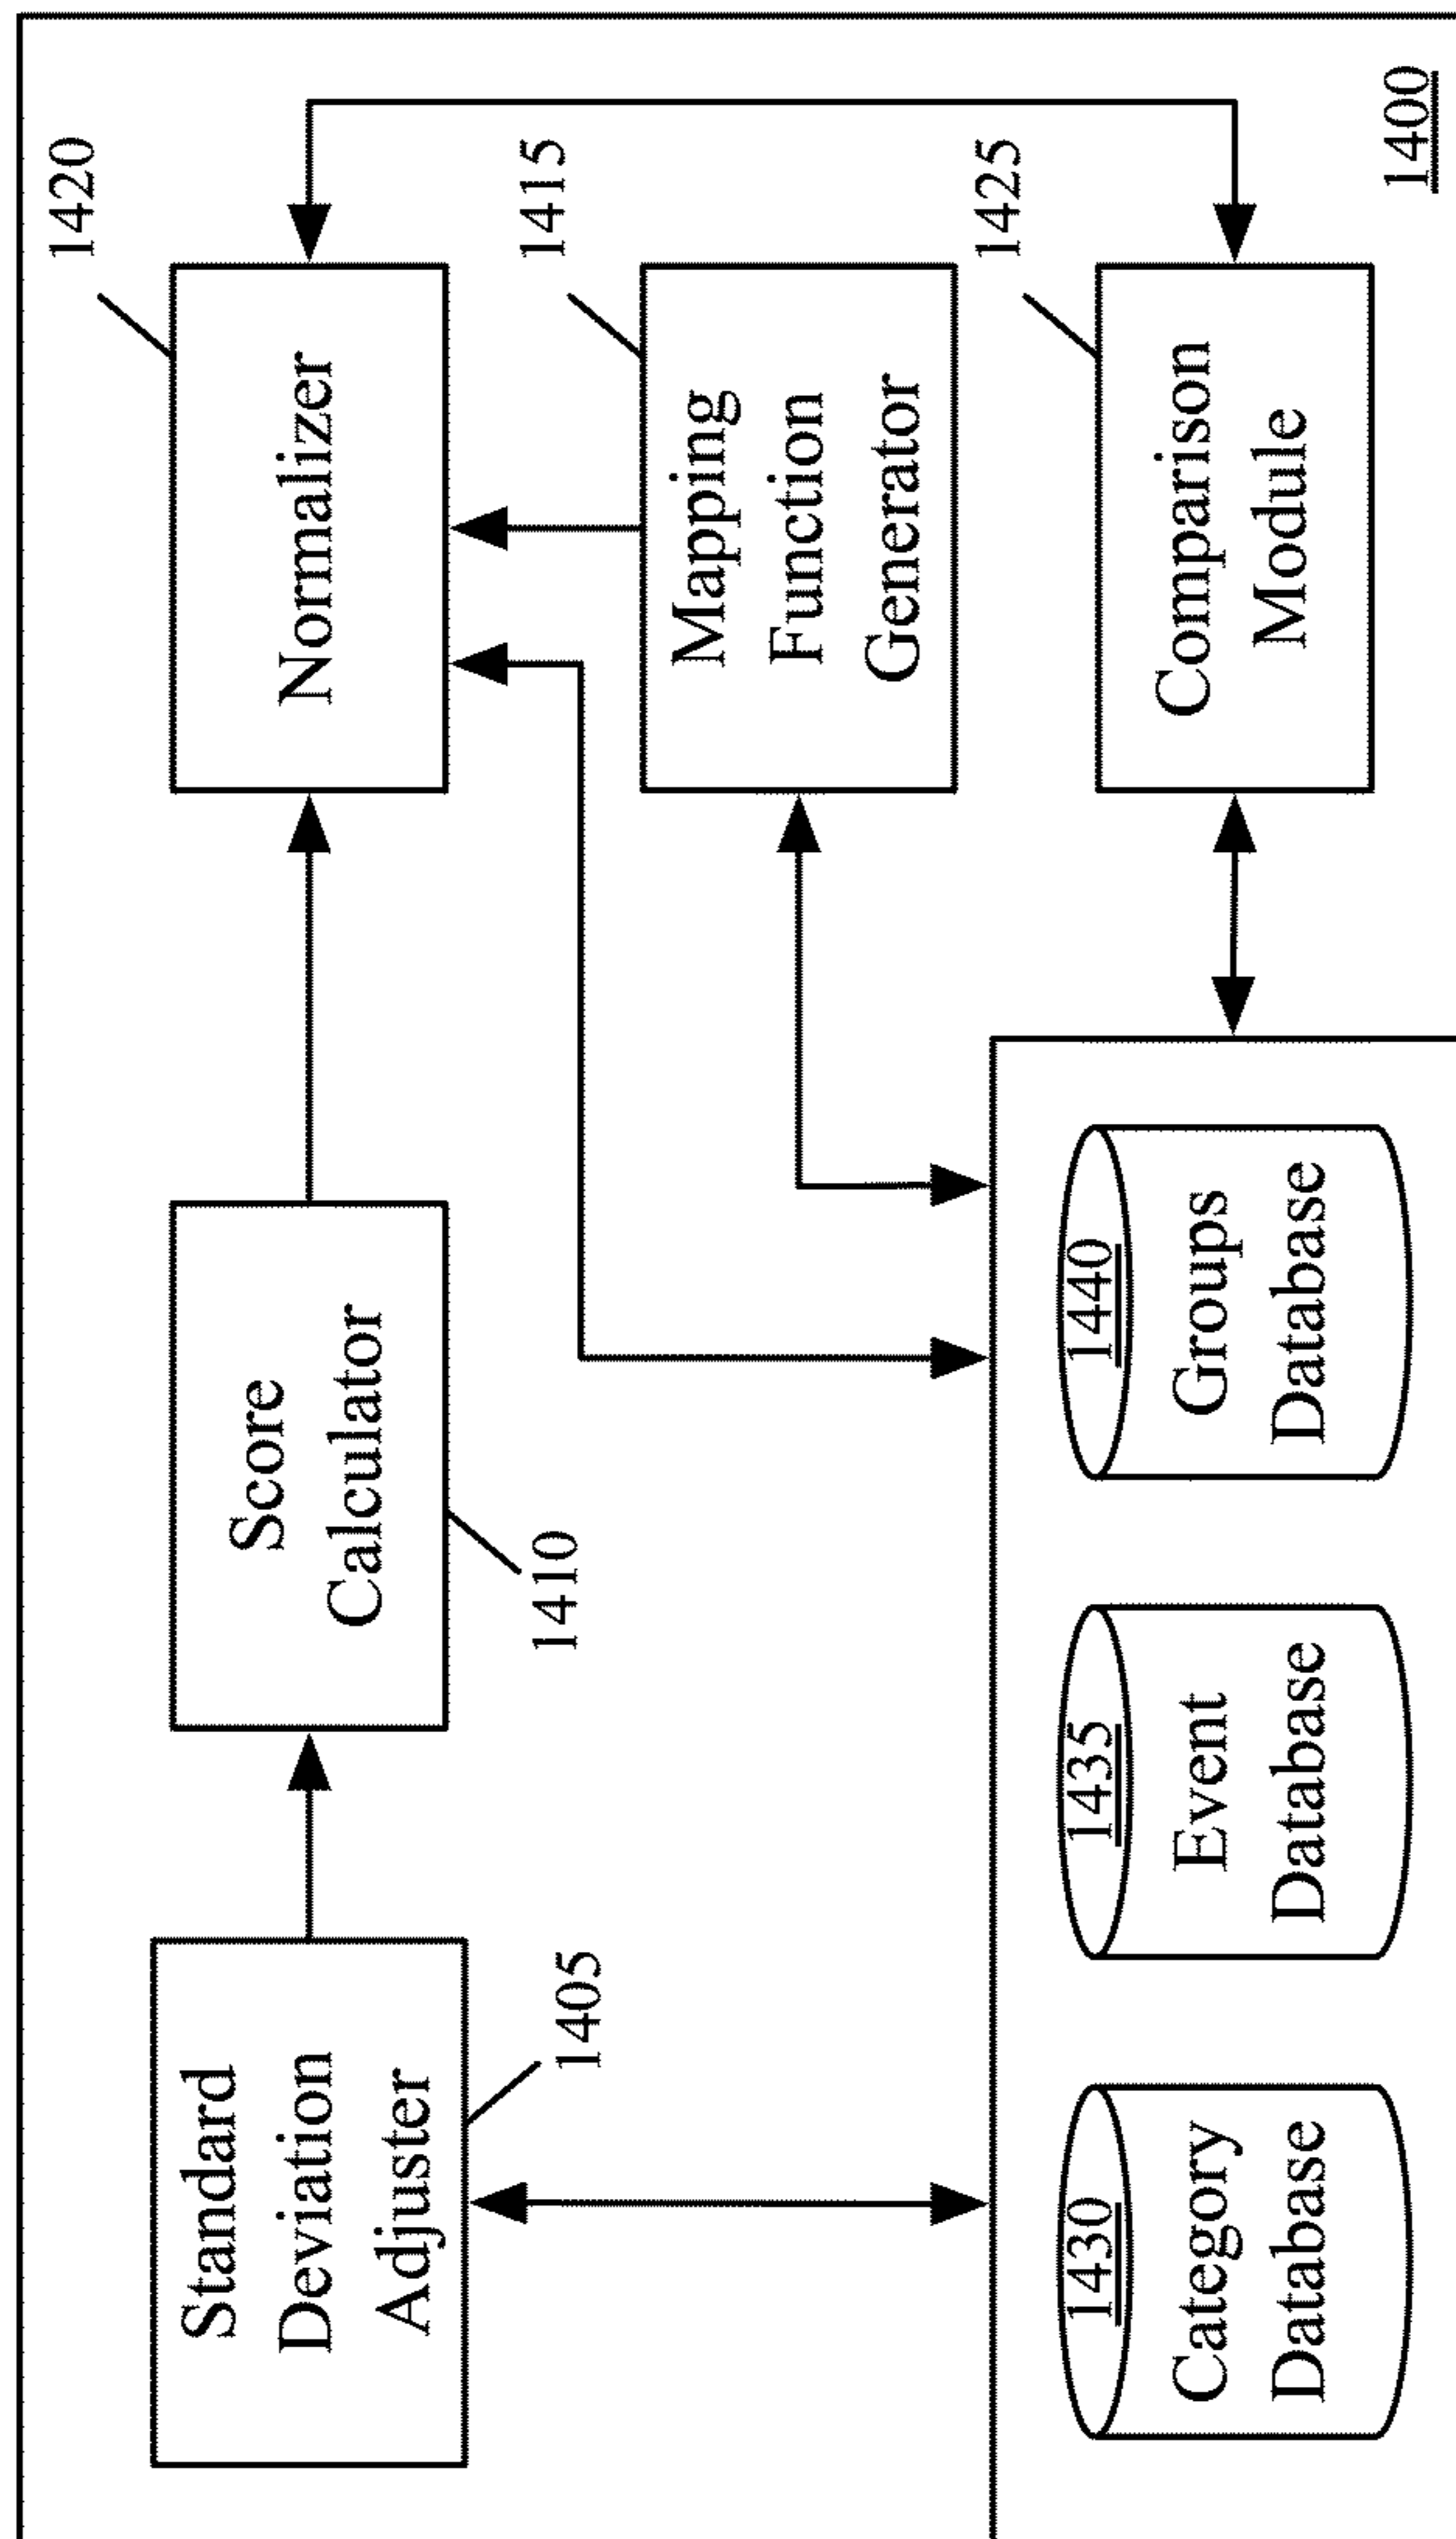 Standard
Deviation
Adjuster
1405
Score
Calculator
1410
Normalizer
1420
Mapping
Function
Generator
1415
Comparison
Module
1425
1430
Category
Database
1435
Event
Database
1440
Groups
Database
1400